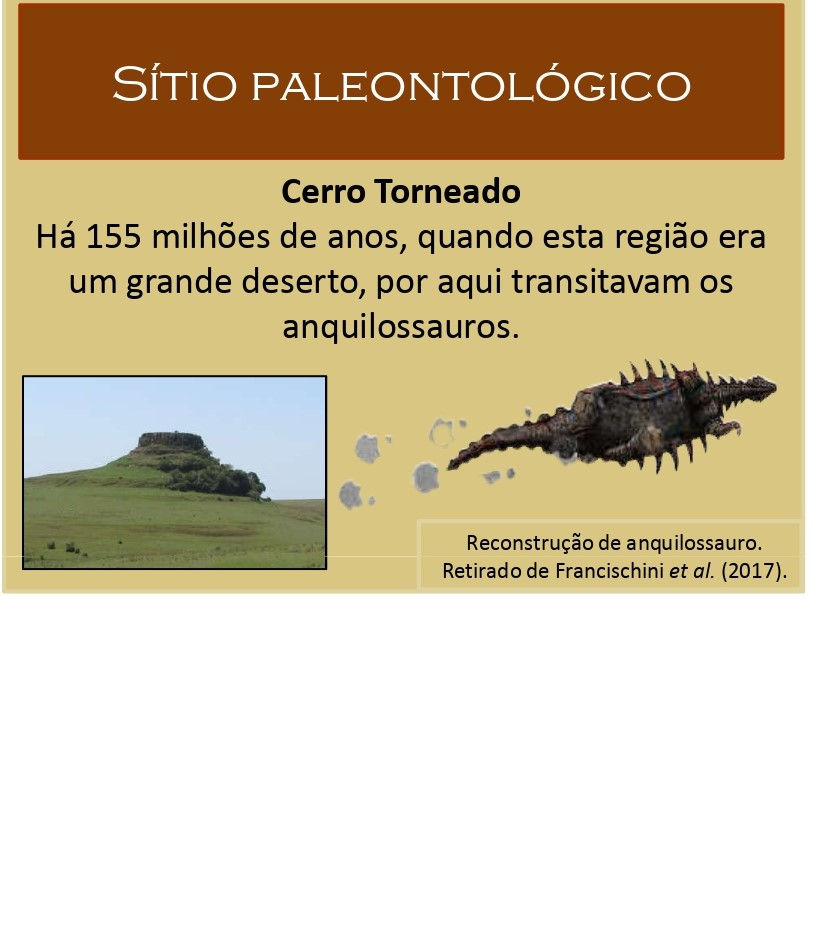 Sítio paleontológico
Cerro Torneado
Há 155 milhões de anos, quando esta região era
um grande deserto, por aqui transitavam os
anquilossauros.
Reconstrução de anquilossauro.
Retirado de Francischini et al. (2017).